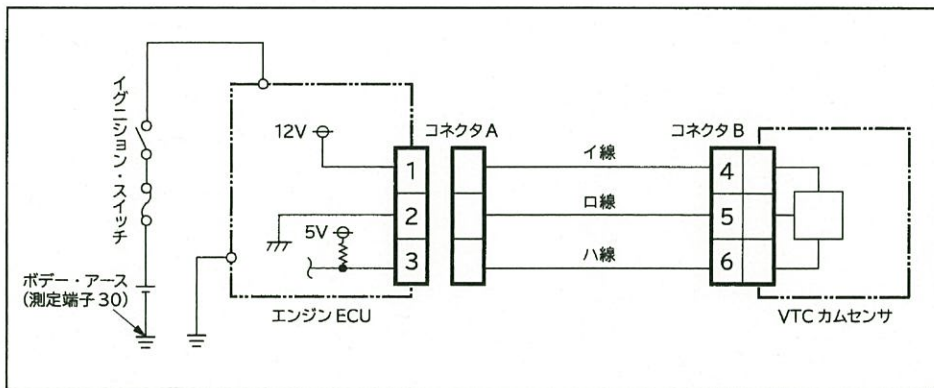 イグニション・スイッチ
ボデー・アース
(測定端子30)
12V
5V
1
2
3
エンジンECU
コネクタA
イ線
ロ線
ハ線
コネクタB
4
5
6
VTCカムセンサ